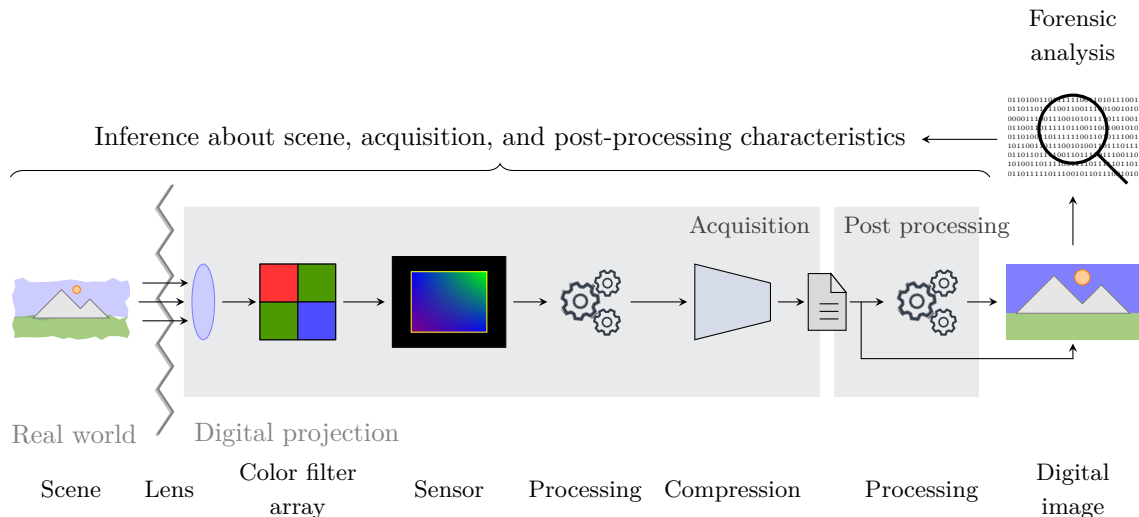 Forensic
analysis
Inference about scene, acquisition, and post-processing characteristics
Acquisition
Post processing
Real world
Digital projection
Scene
Lens
Color filter
array
Sensor
Processing
Compression
Processing
Digital
image